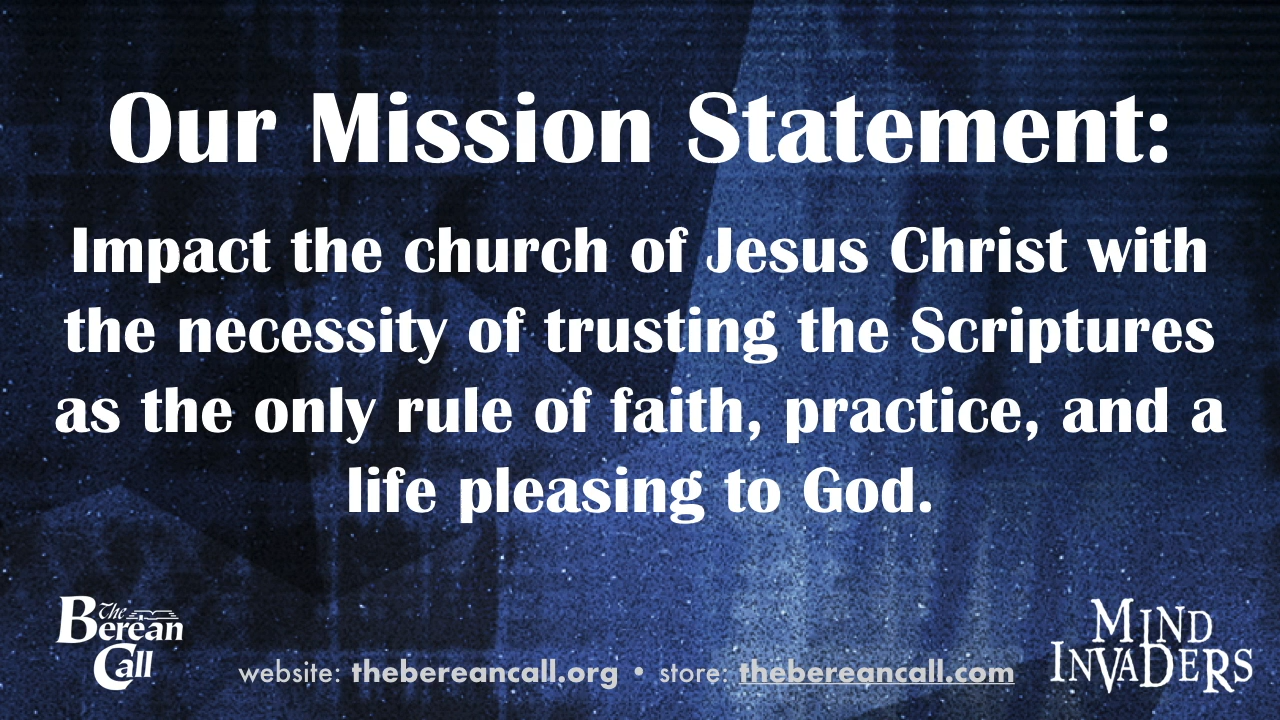 Our Mission Statement:
Impact the church of Jesus Christ with
the necessity of trusting the Scriptures
as the only rule of faith, practice, and a
life pleasing to God.
The
Berean
Call
website: thebereancall.org • store: thebereancall.com
MIND
INVADERS